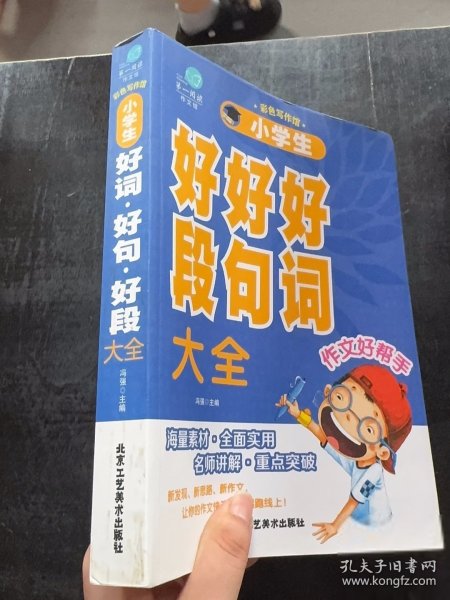 第一阅读
作文馆
彩色写作馆
小学生
好词·好句·好段
大全
冯强◎主编
北京工艺美术出版社
第一阅读
作文馆
彩色写作馆
小学生
好好好
段句词
大全
作文好帮手
冯强◎主编
海量素材·全面实用
名师讲解·重点突破
新发现、新思路、新作文,
让你的作文
跑线上!
艺美术出版社
孔夫子旧书网
www.kongfz.com